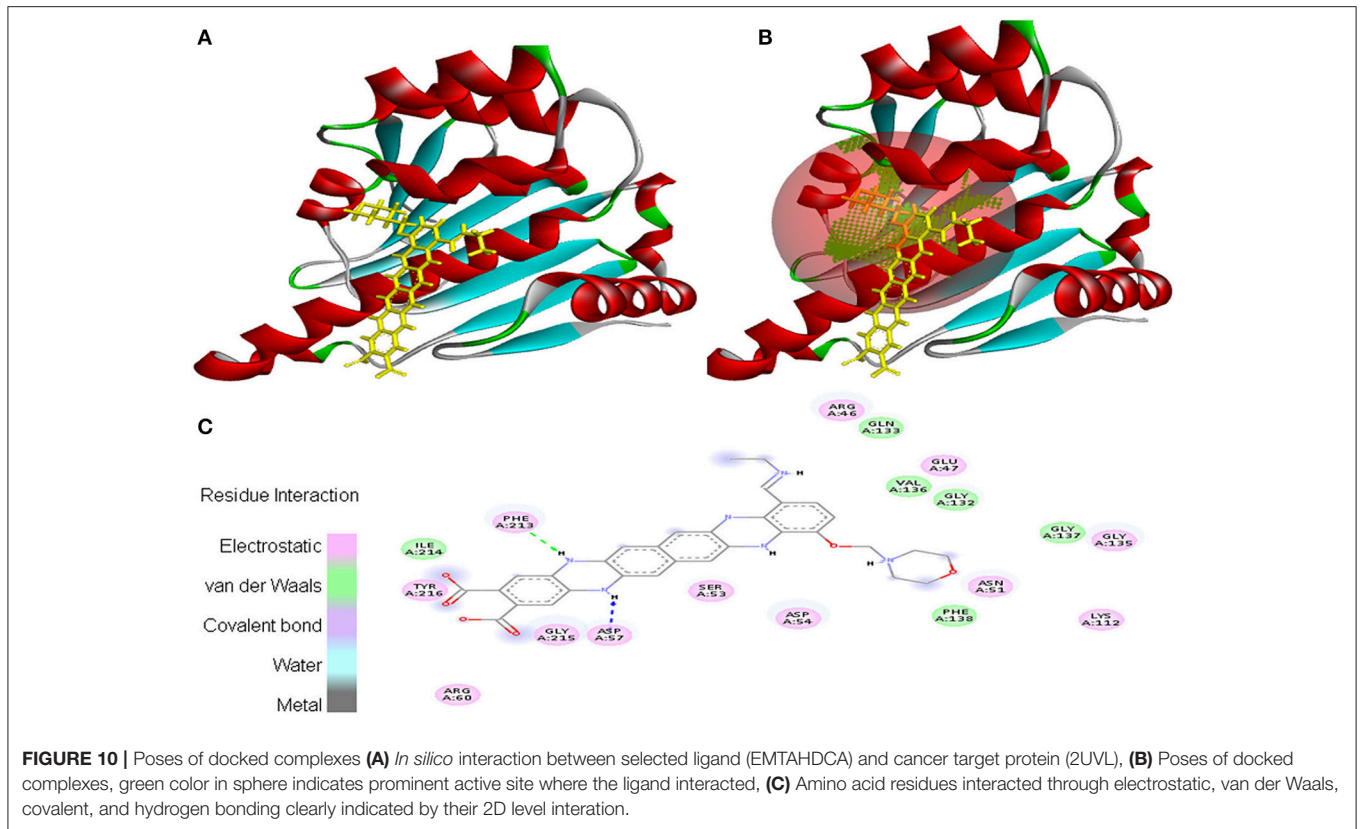 A
B
C
Residue Interaction
Electrostatic
van der Waals
Covalent bond
Water
Metal
ARG
A:46
GLN
A:133
GLU
A:47
VAL
A:136
GLY
A:132
GLY
A:137
GLY
A:135
PHE
A:213
ILE
A:214
TYR
A:216
SER
A:53
ASN
A:51
ASP
A:54
PHE
A:138
LYS
A:112
GLY
A:215
ASP
A:57
ARG
A:60
N
H
N
N
H
O
N
H
O
N
H
N
H
O
O
O
O
FIGURE 10 | Poses of docked complexes (A) In silico interaction between selected ligand (EMTAHDCA) and cancer target protein (2UVL), (B) Poses of docked
complexes, green color in sphere indicates prominent active site where the ligand interacted, (C) Amino acid residues interacted through electrostatic, van der Waals,
covalent, and hydrogen bonding clearly indicated by their 2D level interation.